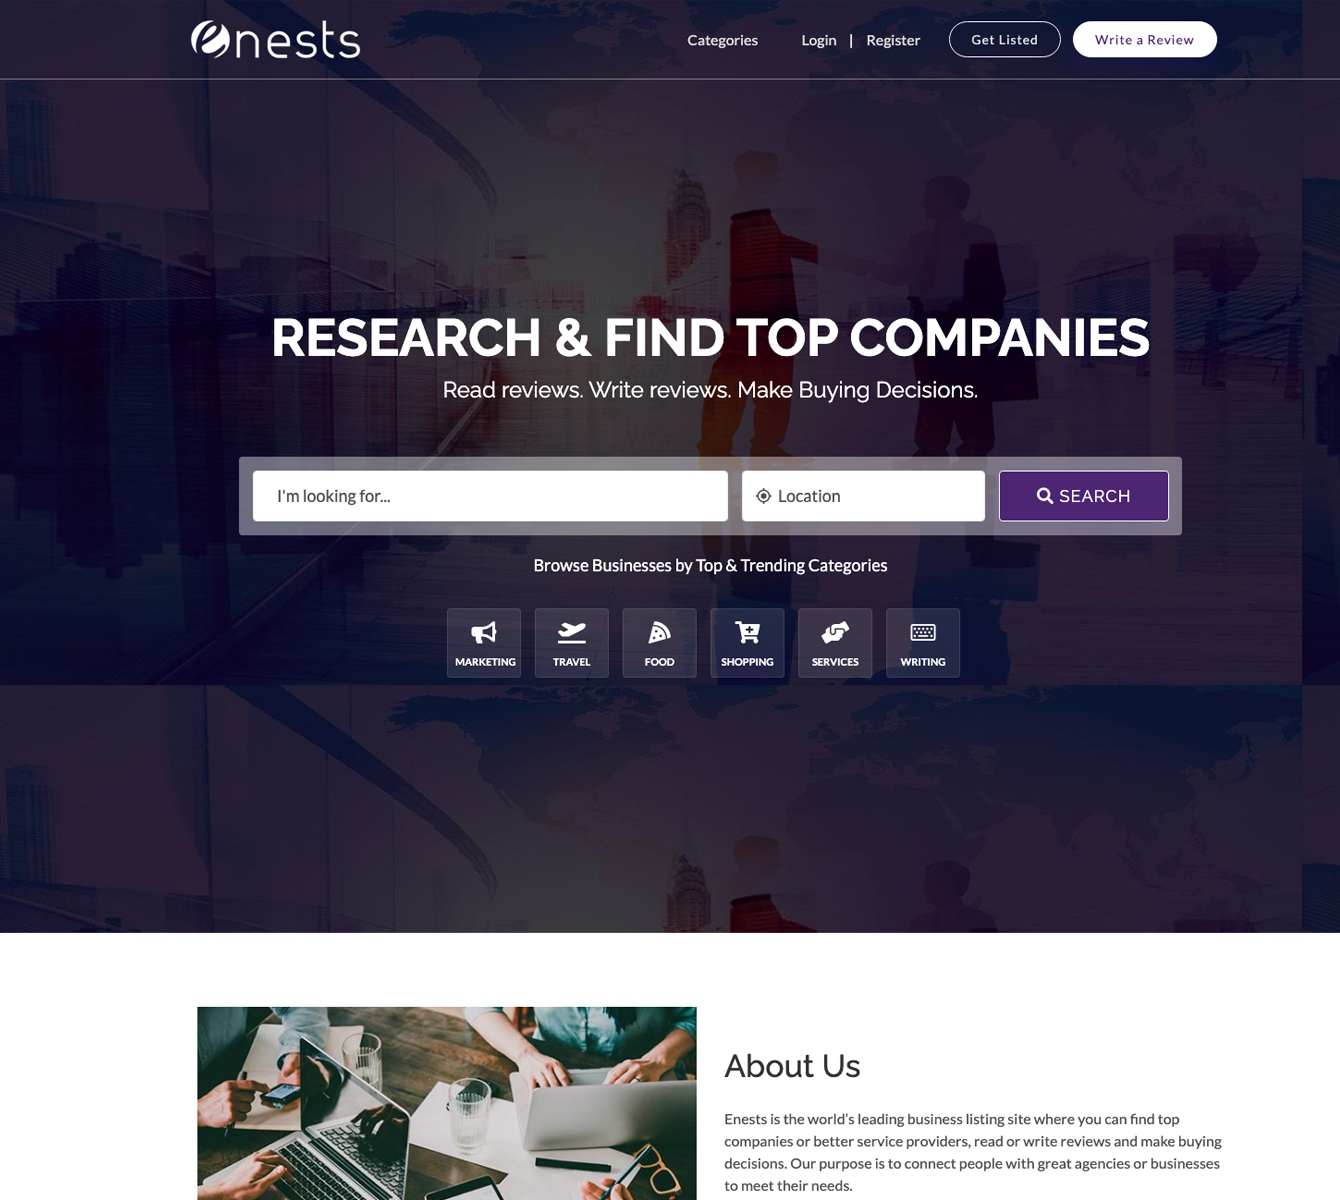 enests
Categories
Login | Register
Get Listed
Write a Review
RESEARCH & FIND TOP COMPANIES
Read reviews. Write reviews. Make Buying Decisions.
I'm looking for...
Location
SEARCH
Browse Businesses by Top & Trending Categories
MARKETING
TRAVEL
FOOD
SHOPPING
SERVICES
WRITING
About Us
Enests is the world’s leading business listing site where you can find top
companies or better service providers, read or write reviews and make buying
decisions. Our purpose is to connect people with great agencies or businesses
to meet their needs.